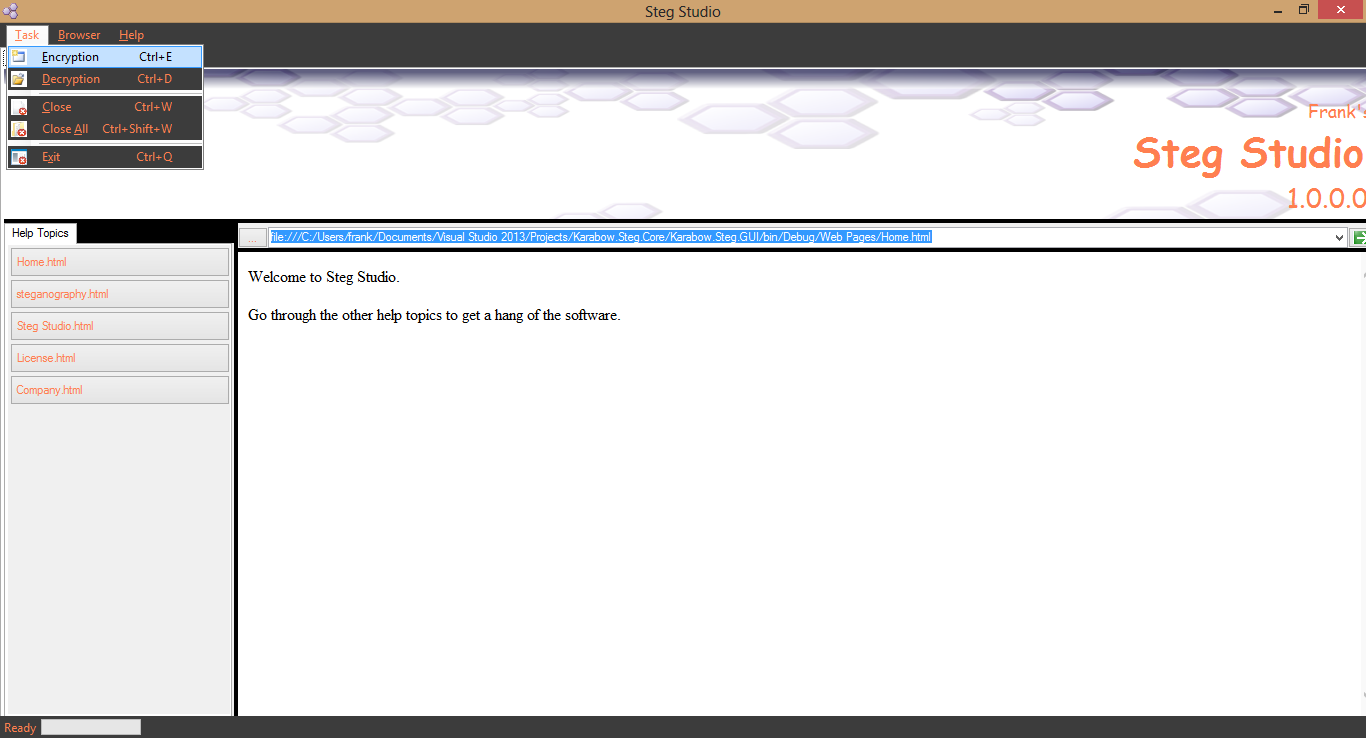 Steg Studio
Task Browser Help
Encryption Ctrl+E
Decryption Ctrl+D
Close Ctrl+W
Close All Ctrl+Shift+W
Exit Ctrl+Q
Frank's
Steg Studio
1.0.0.0
Help Topics
... file:///C:/Users/frank/Documents/Visual Studio 2013/Projects/Karabow.Steg.Core/Karabow.Steg.GUI/bin/Debug/Web Pages/Home.html
Home.html
steganography.html
Steg Studio.html
License.html
Company.html
Welcome to Steg Studio.
Go through the other help topics to get a hang of the software.
Ready